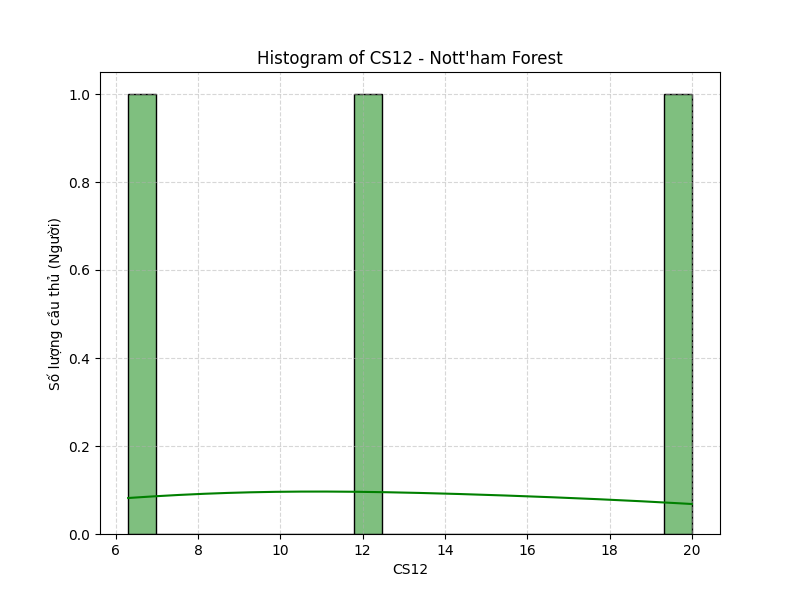 Histogram of CS12 - Nott'ham Forest
1.0
0.8
0.6
0.4
0.2
0.0
Số lượng cầu thủ (Người)
6 8 10 12 14 16 18 20
CS12